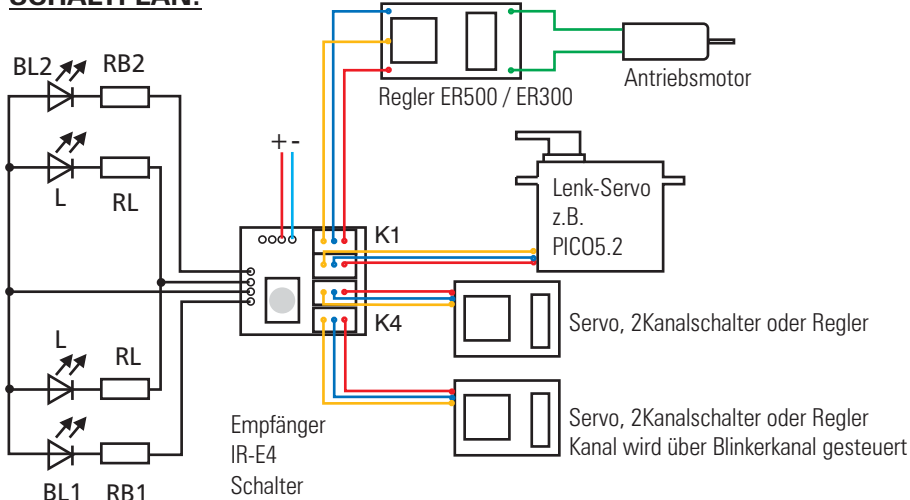 SCHALTPLAN:
BL2
RB2
L
RL
+ -
Regler ER500 / ER300
Antriebsmotor
Lenk-Servo
z.B.
PICO5.2
K1
K4
Servo, 2Kanalschalter oder Regler
L
RL
Empfänger
IR-E4
Schalter
Servo, 2Kanalschalter oder Regler
Kanal wird über Blinkerkanal gesteuert
BL1
RB1